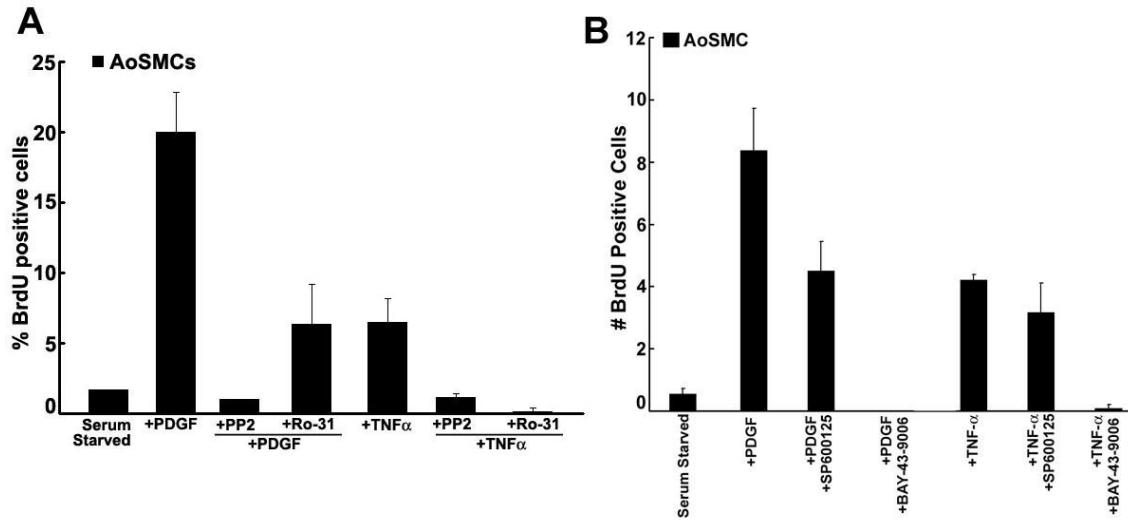 A
AoSMCs
% BrdU positive cells
25
20
15
10
5
0
Serum
Starved
+PDGF
+PP2
+Ro-31
+PDGF
+TNFα
+PP2
+Ro-31
+TNFα
B
AoSMC
# BrdU Positive Cells
12
10
8
6
4
2
0
Serum Starved
+PDGF
+PDGF
+SP600125
+PDGF
+BAY-43-9006
+TNF-α
+TNF-α
+SP600125
+TNF-α
+BAY-43-9006